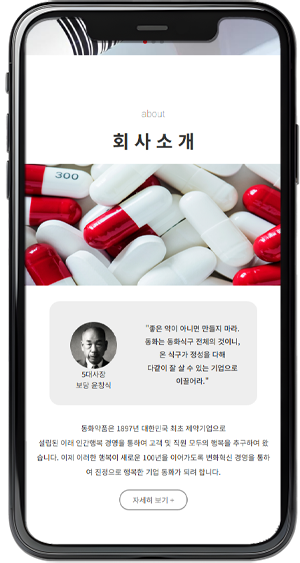 about
회사소개
300
"좋은 약이 아니면 만들지 마라.
동화는 동화식구 전체의 것이니,
온 식구가 정성을 다해
다같이 잘 살 수 있는 기업으로
이끌어라."
5대사장
보당 윤창식
동화약품은 1897년 대한민국 최초 제약기업으로
설립된 이래 인간행복 경영을 통하여 고객 및 직원 모두의 행복을 추구하여 왔
습니다. 이제 이러한 행복이 새로운 100년을 이어가도록 변화혁신 경영을 통하
여 진정으로 행복한 기업 동화가 되려 합니다.
자세히 보기 +